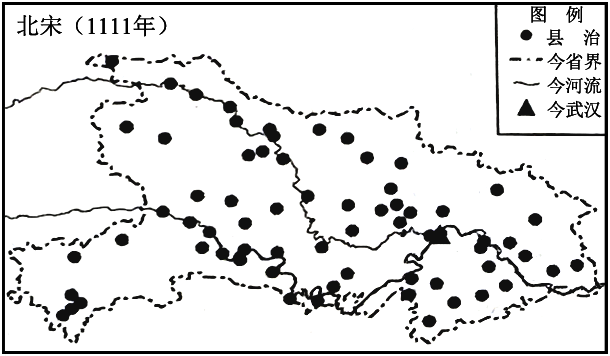 北宋（1111年）
图 例
县 治
今省界
今河流
今武汉